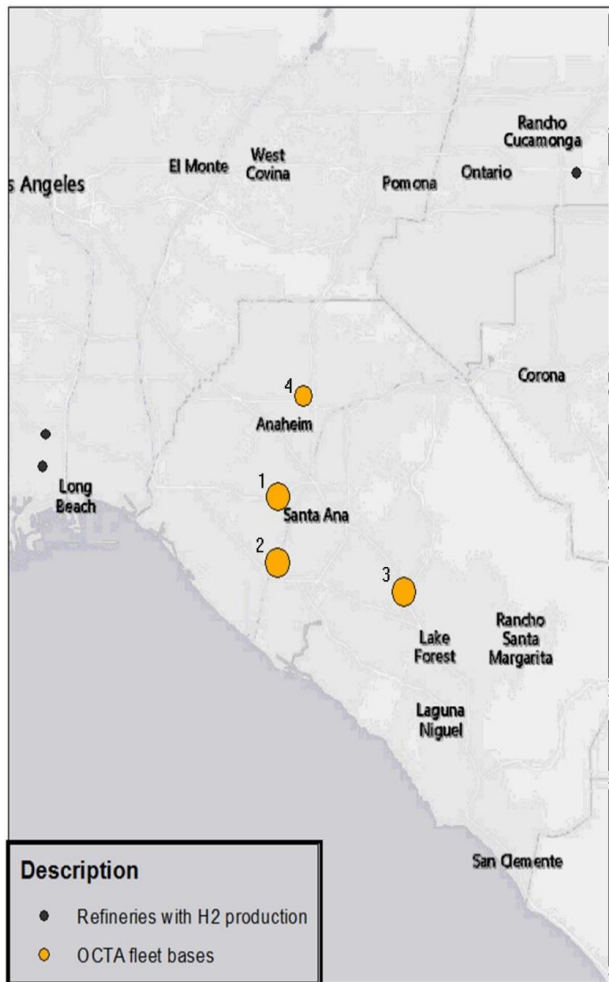 Rancho
Cucamonga
El Monte
West
Covina
s Angeles
Pomona
Ontario
Corona
4
Anaheim
1
Long
Beach
Santa Ana
2
3
Rancho
Santa
Margarita
Lake
Forest
Laguna
Niguel
San Clemente
Description
Refineries with H2 production
OCTA fleet bases